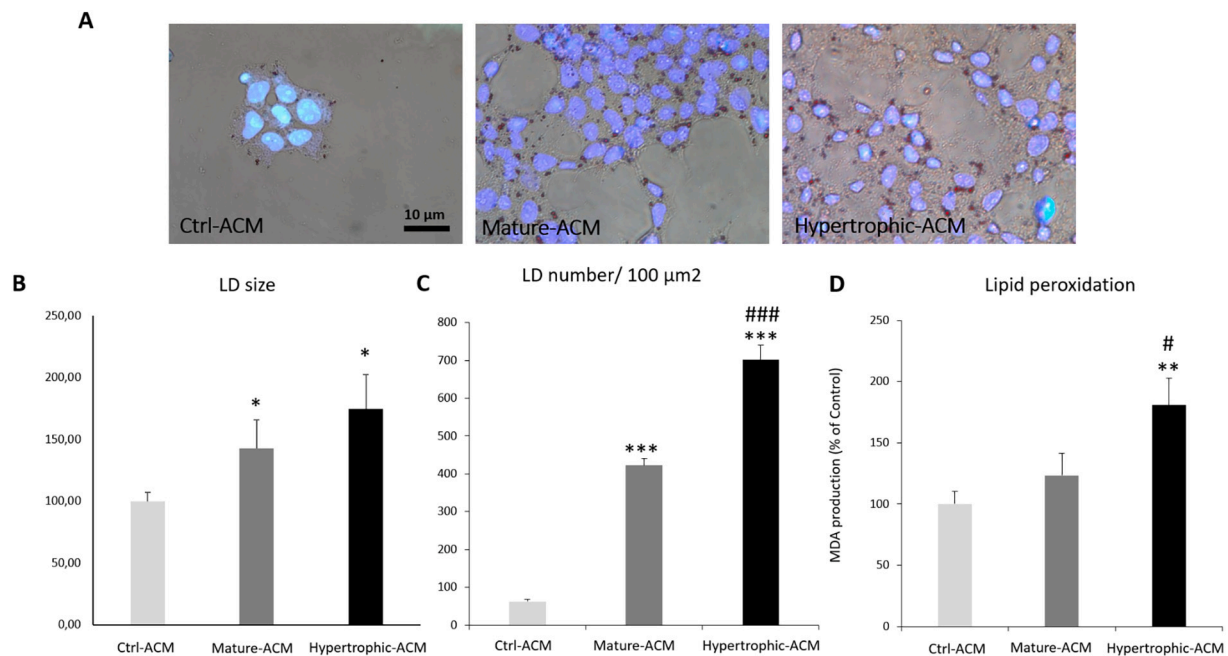 A
Ctrl-ACM
10 µm
Mature-ACM
Hypertrophic-ACM
B
LD size
250,00
200,00
150,00
100,00
50,00
0,00
*
*
Ctrl-ACM
Mature-ACM
Hypertrophic-ACM
C
LD number/ 100 µm2
800
700
600
500
400
300
200
100
0
***
###
***
Ctrl-ACM
Mature-ACM
Hypertrophic-ACM
D
Lipid peroxidation
MDA production (% of Control)
250
200
150
100
50
0
#
**
Ctrl-ACM
Mature-ACM
Hypertrophic-ACM